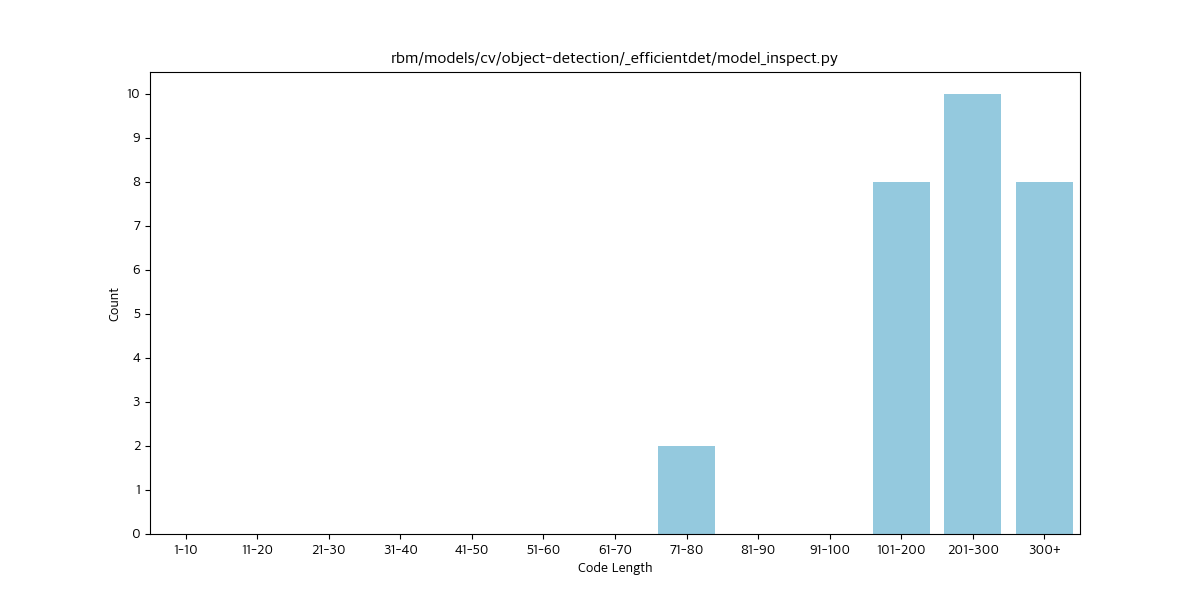 rbm/models/cv/object-detection/_efficientdet/model_inspect.py
Count
10
9
8
7
6
5
4
3
2
1
0
1-10 11-20 21-30 31-40 41-50 51-60 61-70 71-80 81-90 91-100 101-200 201-300 300+
Code Length